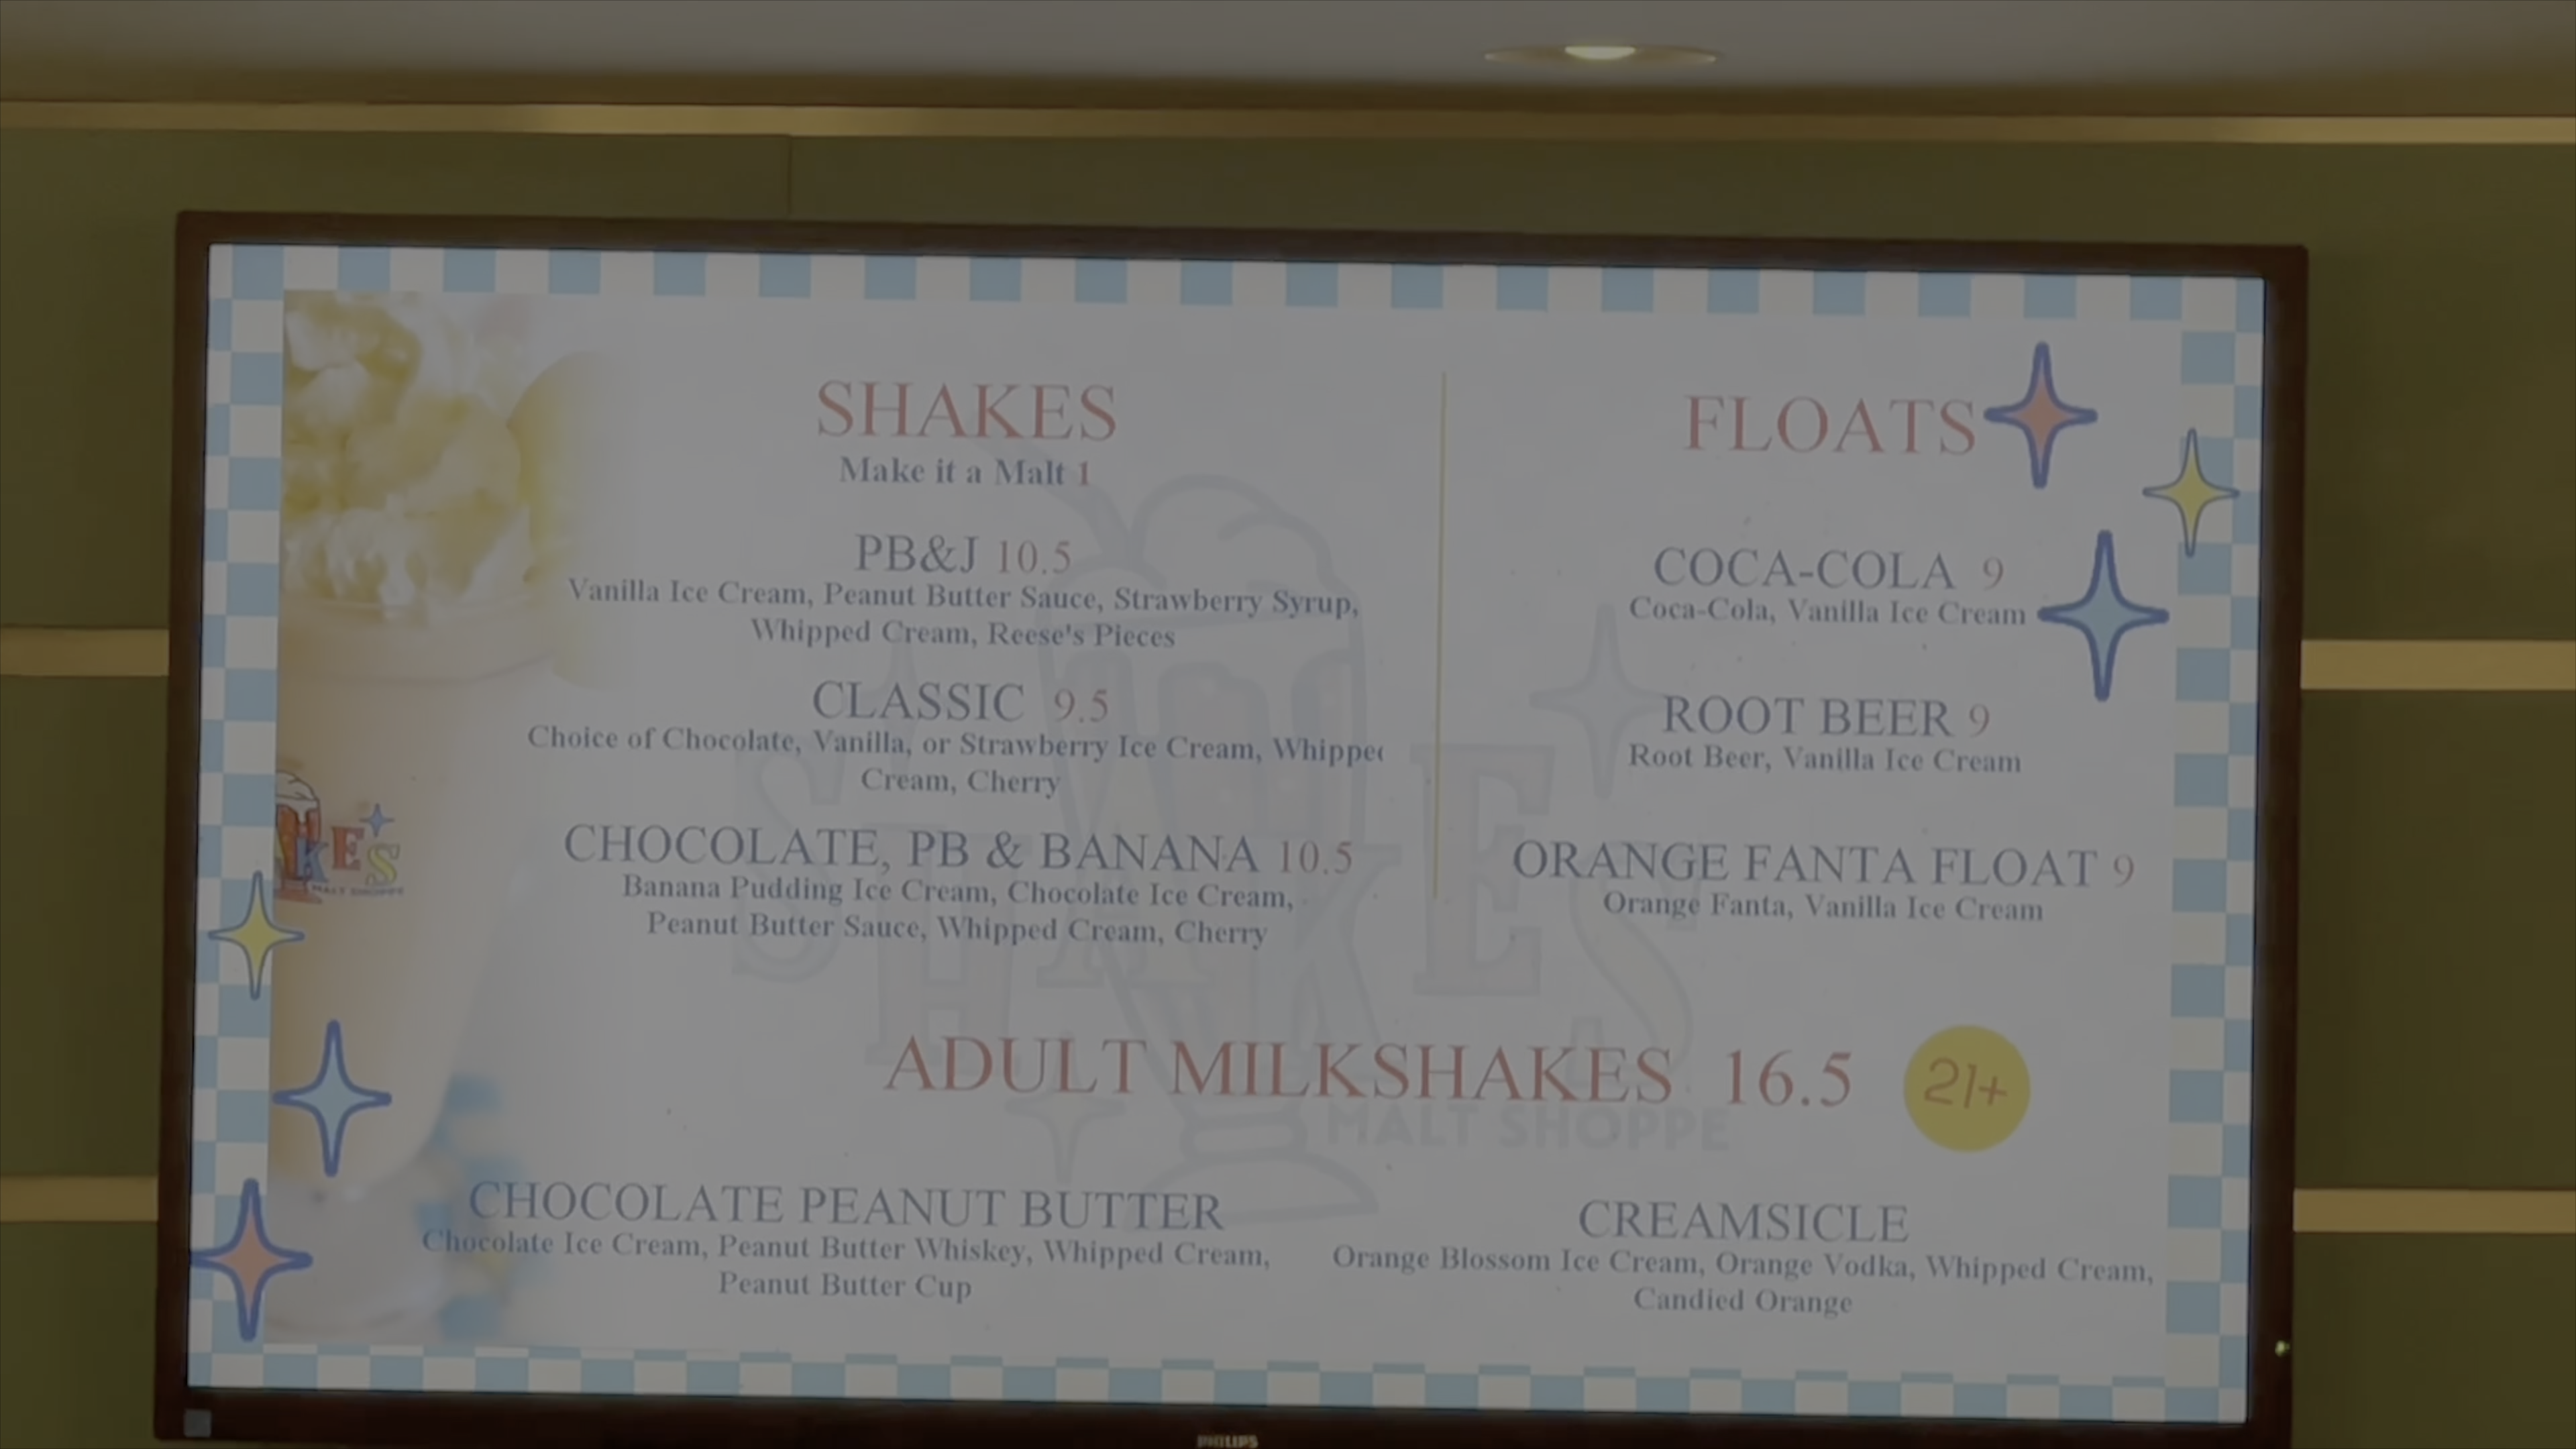 SHAKES
Make it a Malt 1
PB&J 10.5
Vanilla Ice Cream, Peanut Butter Sauce, Strawberry Syrup,
Whipped Cream, Reese's Pieces
CLASSIC 9.5
Choice of Chocolate, Vanilla, or Strawberry Ice Cream, Whipped
Cream, Cherry
CHOCOLATE, PB & BANANA 10.5
Banana Pudding Ice Cream, Chocolate Ice Cream,
Peanut Butter Sauce, Whipped Cream, Cherry
FLOATS
COCA-COLA 9
Coca-Cola, Vanilla Ice Cream
ROOT BEER 9
Root Beer, Vanilla Ice Cream
ORANGE FANTA FLOAT 9
Orange Fanta, Vanilla Ice Cream
ADULT MILKSHAKES 16.5 21+
CHOCOLATE PEANUT BUTTER
Chocolate Ice Cream, Peanut Butter Whiskey, Whipped Cream,
Peanut Butter Cup
CREAMSICLE
Orange Blossom Ice Cream, Orange Vodka, Whipped Cream,
Candied Orange
SHAKES
MALT SHOPPE
KES
MALT SHOPPE
PHILIPS